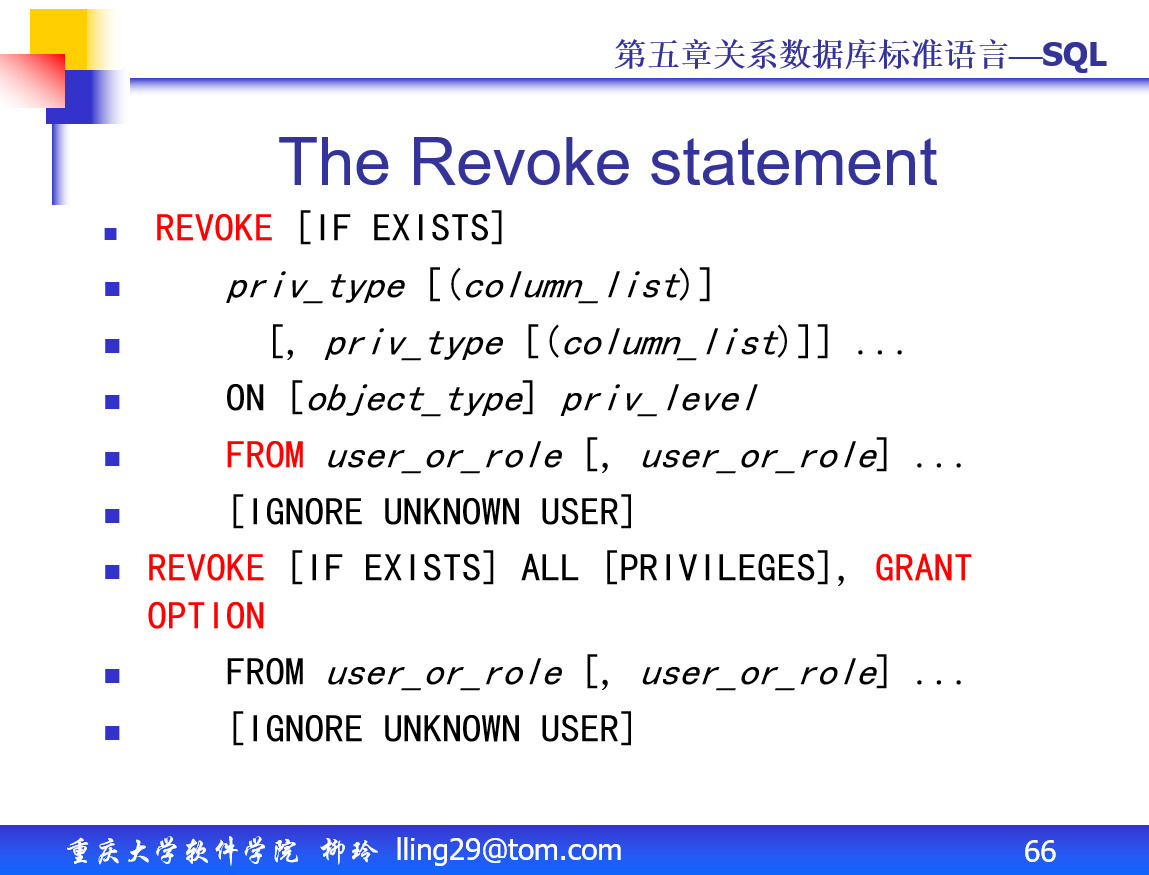 第五章关系数据库标准语言—SQL
The Revoke statement
REVOKE [IF EXISTS]
priv_type [(column_list)]
[, priv_type [(column_list)]] ...
ON [object_type] priv_level
FROM user_or_role [, user_or_role] ...
[IGNORE UNKNOWN USER]
REVOKE [IF EXISTS] ALL [PRIVILEGES], GRANT
OPTION
FROM user_or_role [, user_or_role] ...
[IGNORE UNKNOWN USER]
重庆大学软件学院 柳玲 lling29@tom.com 66